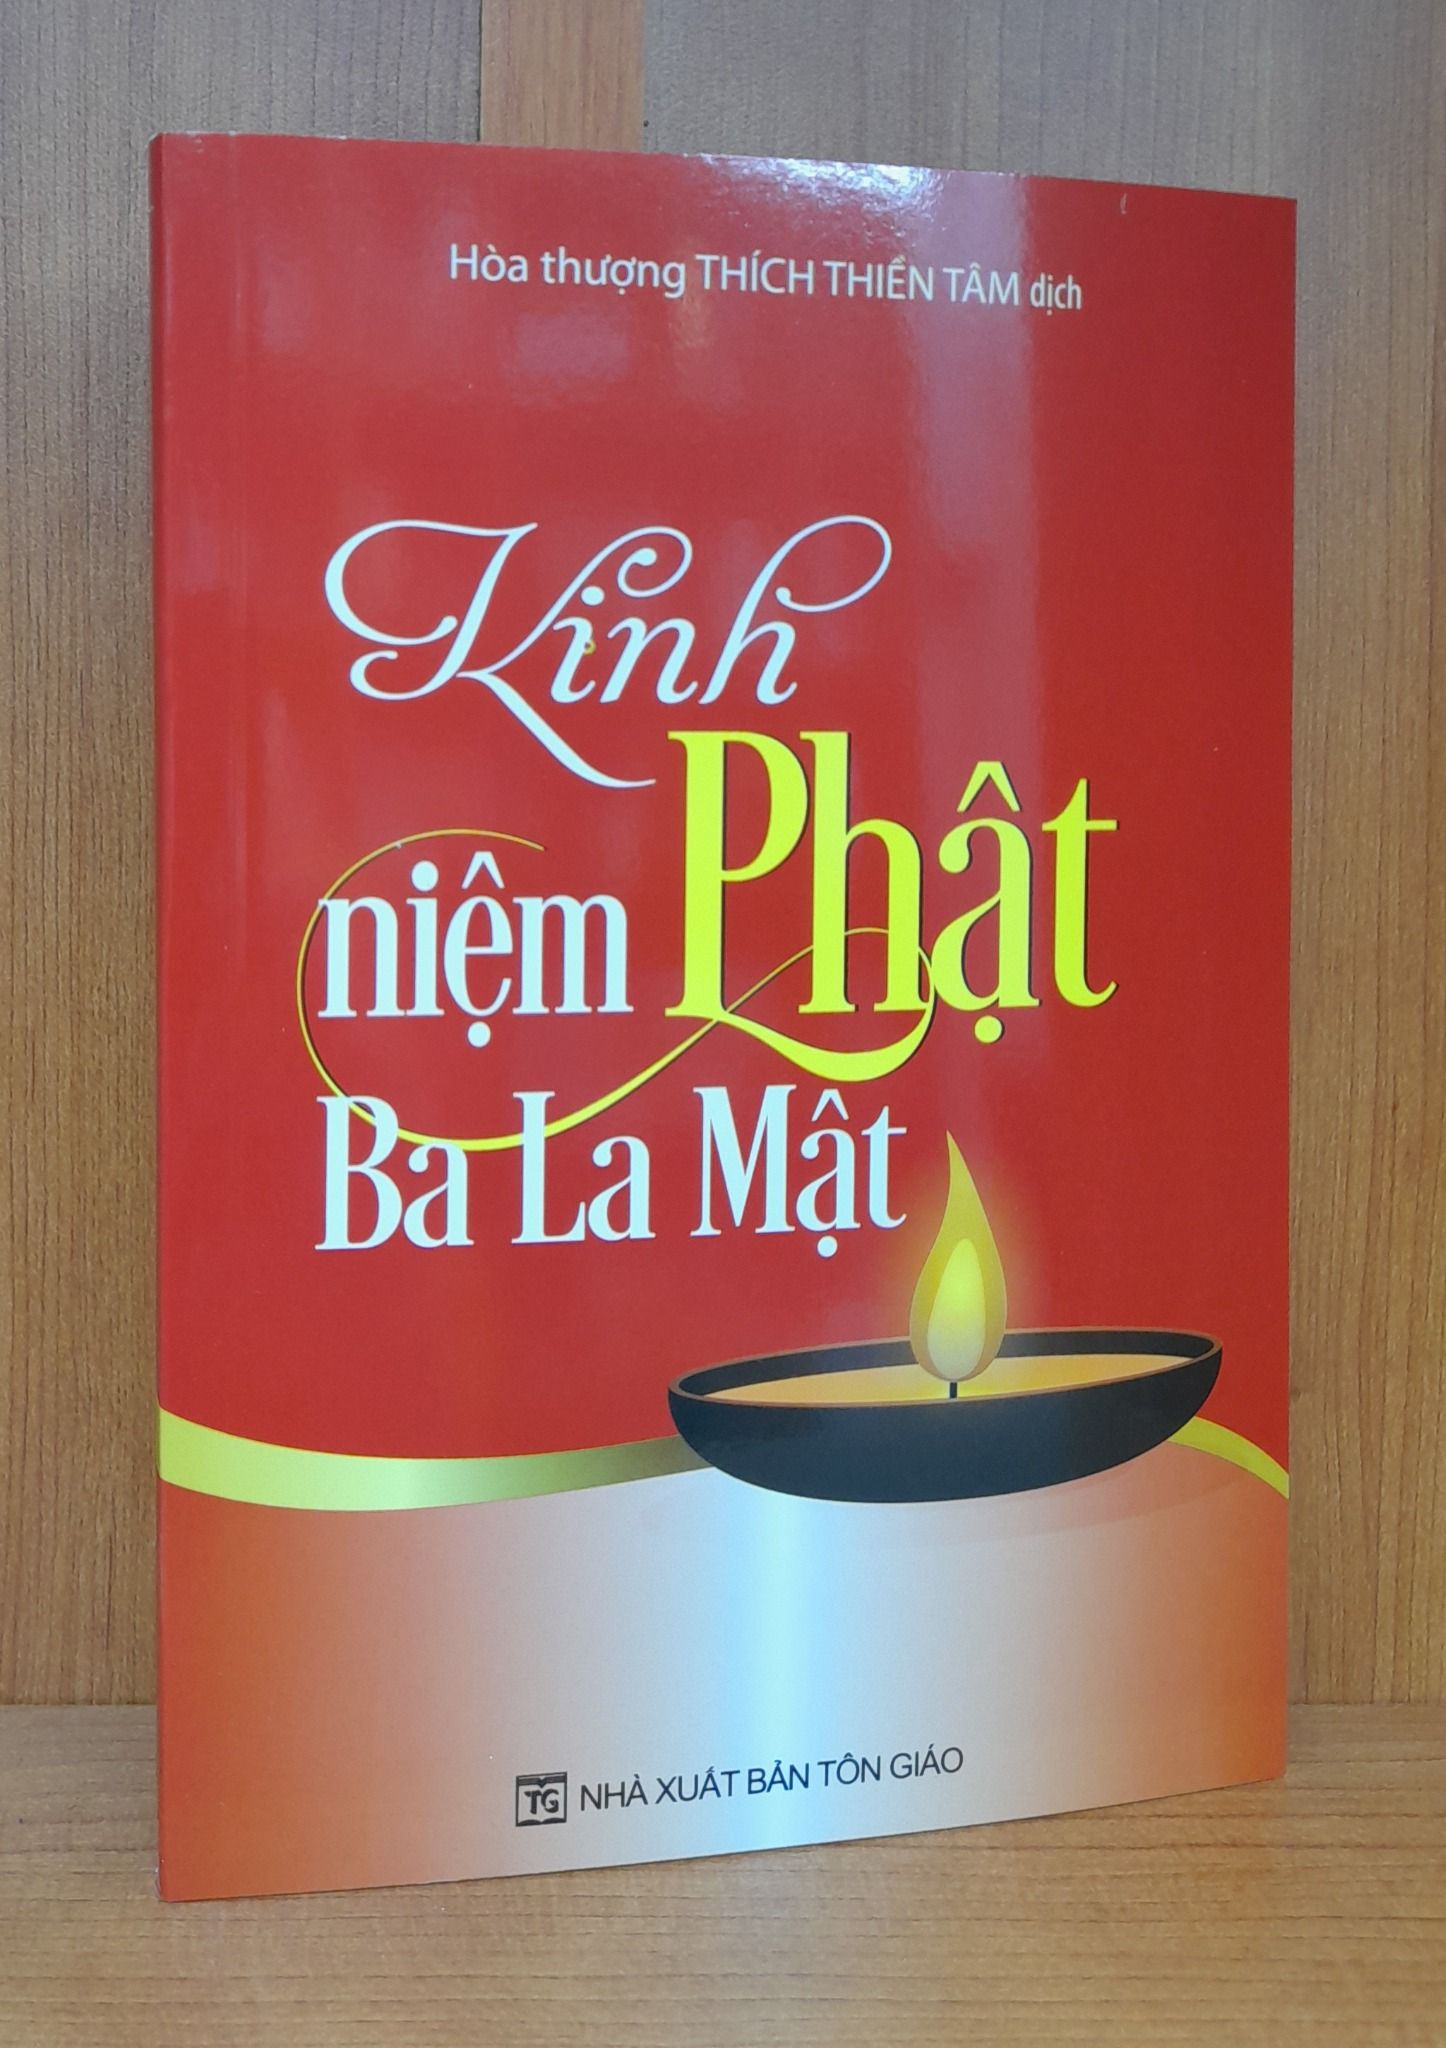 Hòa thượng THÍCH THIỀN TÂM dịch
Kinh
niệm Phật
Ba La Mật
TG NHÀ XUẤT BẢN TÔN GIÁO